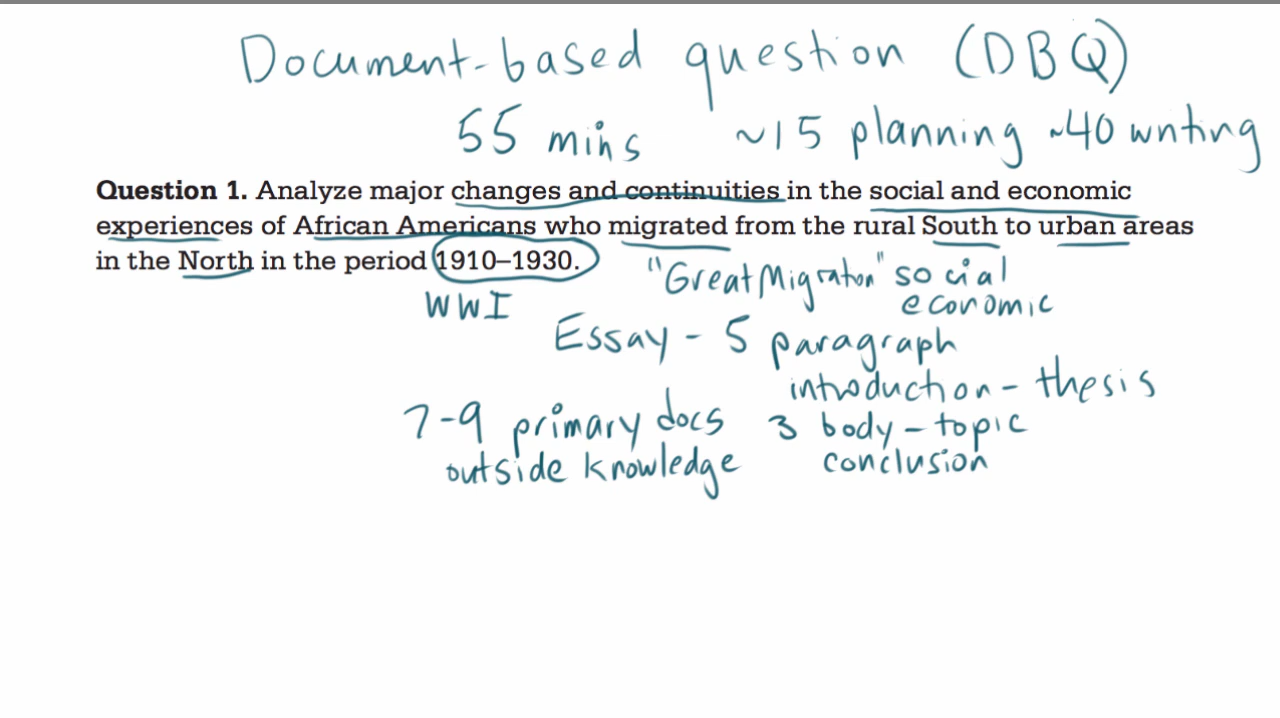 Document-based question (DBQ)
55 mins ~15 planning ~40 writing
Question 1. Analyze major changes and continuities in the social and economic
experiences of African Americans who migrated from the rural South to urban areas
in the North in the period 1910–1930.
"Great Migration" social
WWI economic
Essay - 5 paragraph
introduction - thesis
7-9 primary docs 3 body - topic
outside knowledge conclusion